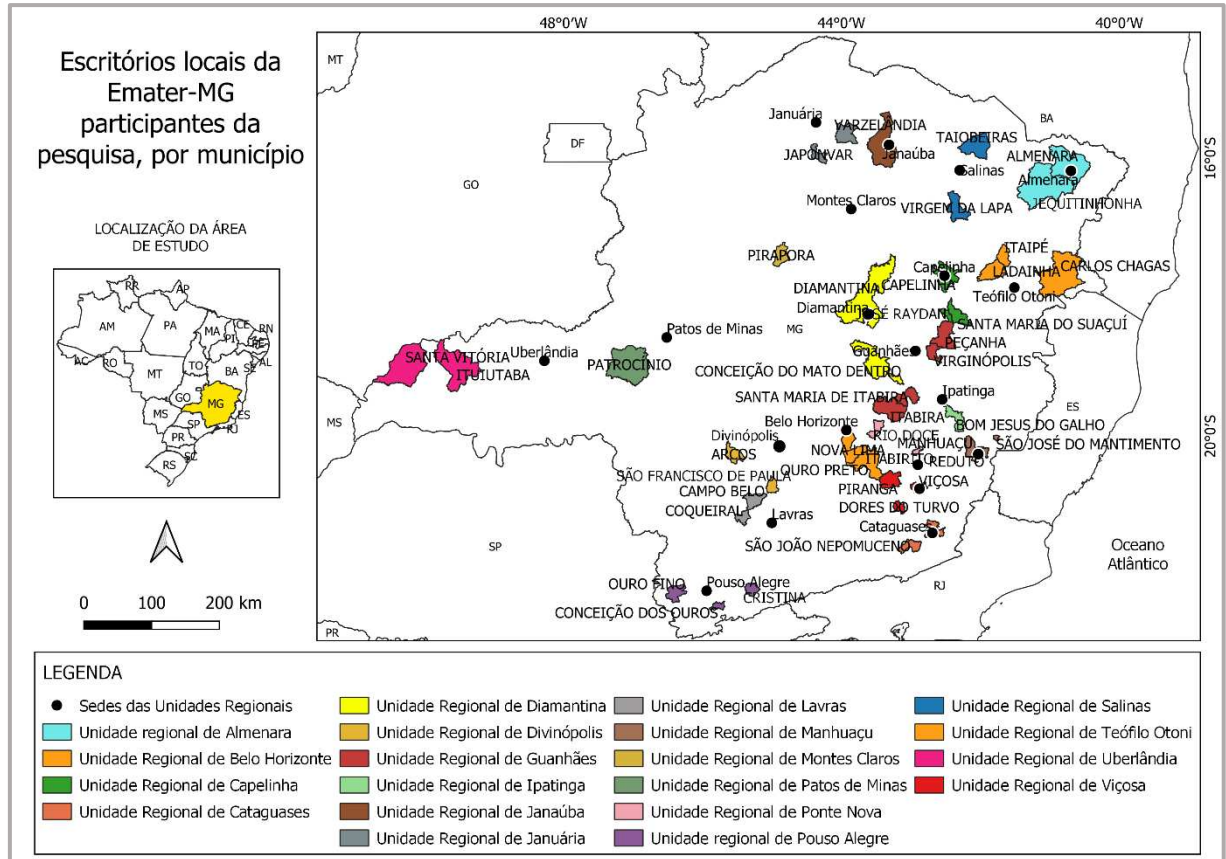 Escritórios locais da
Emater-MG
participantes da
pesquisa, por município
LOCALIZAÇÃO DA ÁREA
DE ESTUDO
RR
AP
AM
PA
MA
CE
RN
PI
AC
RO
TO
AL
SE
MT
BA
GO
MG
MS
ES
SP
RJ
PR
SC
RS
0 100 200 km
48°0'W 44°0'W 40°0'W
16°0'S
20°0'S
MT
DF
GO
BA
MG
MS
ES
SP
RJ
PR
Oceano
Atlântico
Januária
VARZELÂNDIA
JAPONVAR
Janaúba
TAIOBEIRAS
Salinas
ALMENARA
Almenara
JEQUITINHONHA
Montes Claros
VIRGEM DA LAPA
PIRAPORA
ITAIPÉ
Capelinha
LADAINHA
CARLOS CHAGAS
CAPELINHA
DIAMANTINA
Teófilo Otoni
Diamantina
JOSÉ RAYDAN
SANTA MARIA DO SUAÇUÍ
Patos de Minas
PEÇANHA
Guanhães
VIRGINÓPOLIS
SANTA VITÓRIA
Uberlândia
ITUIUTABA
PATROCÍNIO
CONCEIÇÃO DO MATO DENTRO
SANTA MARIA DE ITABIRA
Ipatinga
ITABIRA
Belo Horizonte
BOM JESUS DO GALHO
RIO DOCE
Divinópolis
MANHUAÇU
SÃO JOSÉ DO MANTIMENTO
ARCOS
NOVA LIMA
ITABIRITO
REDUTO
SÃO FRANCISCO DE PAULA
OURO PRETO
VIÇOSA
CAMPO BELO
PIRANGA
COQUEIRAL
DORES DO TURVO
Lavras
Cataguases
SÃO JOÃO NEPOMUCENO
OURO FINO
Pouso Alegre
CRISTINA
CONCEIÇÃO DOS OUROS
LEGENDA
Sedes das Unidades Regionais
Unidade regional de Almenara
Unidade Regional de Belo Horizonte
Unidade Regional de Capelinha
Unidade Regional de Cataguases
Unidade Regional de Diamantina
Unidade Regional de Divinópolis
Unidade Regional de Guanhães
Unidade Regional de Ipatinga
Unidade Regional de Janaúba
Unidade Regional de Januária
Unidade Regional de Lavras
Unidade Regional de Manhuaçu
Unidade Regional de Montes Claros
Unidade Regional de Patos de Minas
Unidade Regional de Ponte Nova
Unidade regional de Pouso Alegre
Unidade Regional de Salinas
Unidade Regional de Teófilo Otoni
Unidade Regional de Uberlândia
Unidade Regional de Viçosa